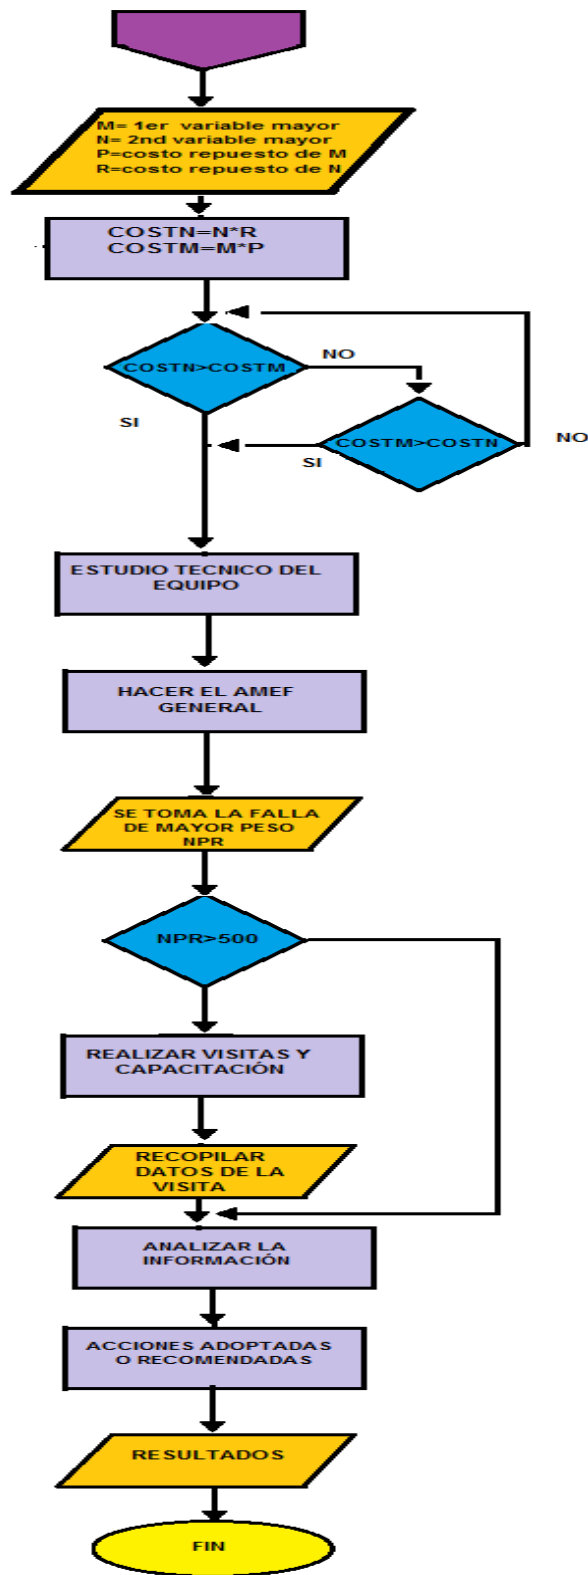 M= 1er variable mayor
N= 2nd variable mayor
P=costo repuesto de M
R=costo repuesto de N
COSTN=N*R
COSTM=M*P
COSTN>COSTM
NO
SI
COSTM>COSTN
NO
SI
ESTUDIO TECNICO DEL
EQUIPO
HACER EL AMEF
GENERAL
SE TOMA LA FALLA
DE MAYOR PESO
NPR
NPR>500
REALIZAR VISITAS Y
CAPACITACIÓN
RECOPILAR
DATOS DE LA
VISITA
ANALIZAR LA
INFORMACIÓN
ACCIONES ADOPTADAS
O RECOMENDADAS
RESULTADOS
FIN